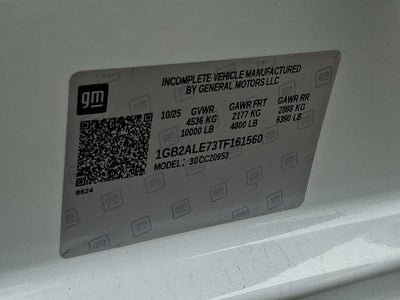 gm
INCOMPLETE VEHICLE MANUFACTURED
BY GENERAL MOTORS LLC
10/25 GVWR GAWR FRT GAWR RR
4536 KG 2177 KG 2898 KG
10000 LB 4800 LB 6390 LB
1GB2ALE73TF161560
MODEL: 30CC20953
8624